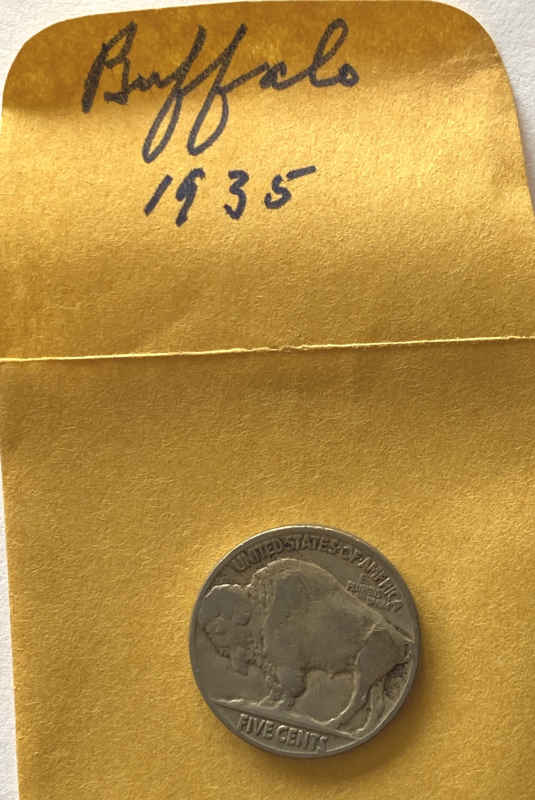 Buffalo
1935
UNITED STATES OF AMERICA
E
PLURIBUS
UNUM
FIVE CENTS